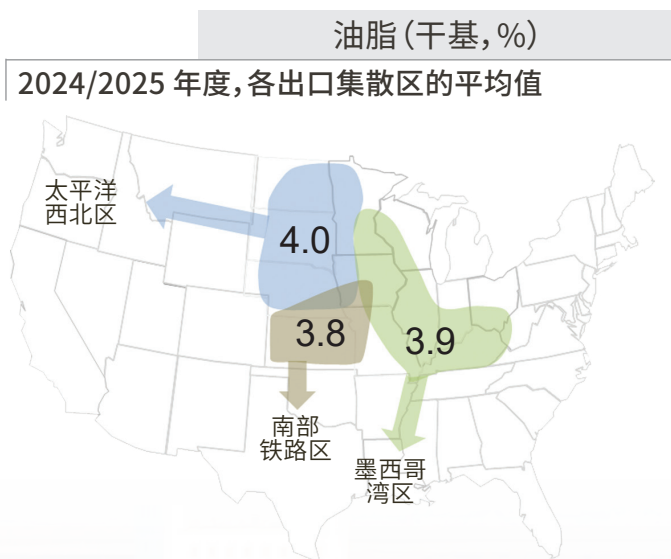 油脂(干基,%)
2024/2025 年度,各出口集散区的平均值
太平洋
西北区
4.0
3.8
3.9
南部
铁路区
墨西哥
湾区